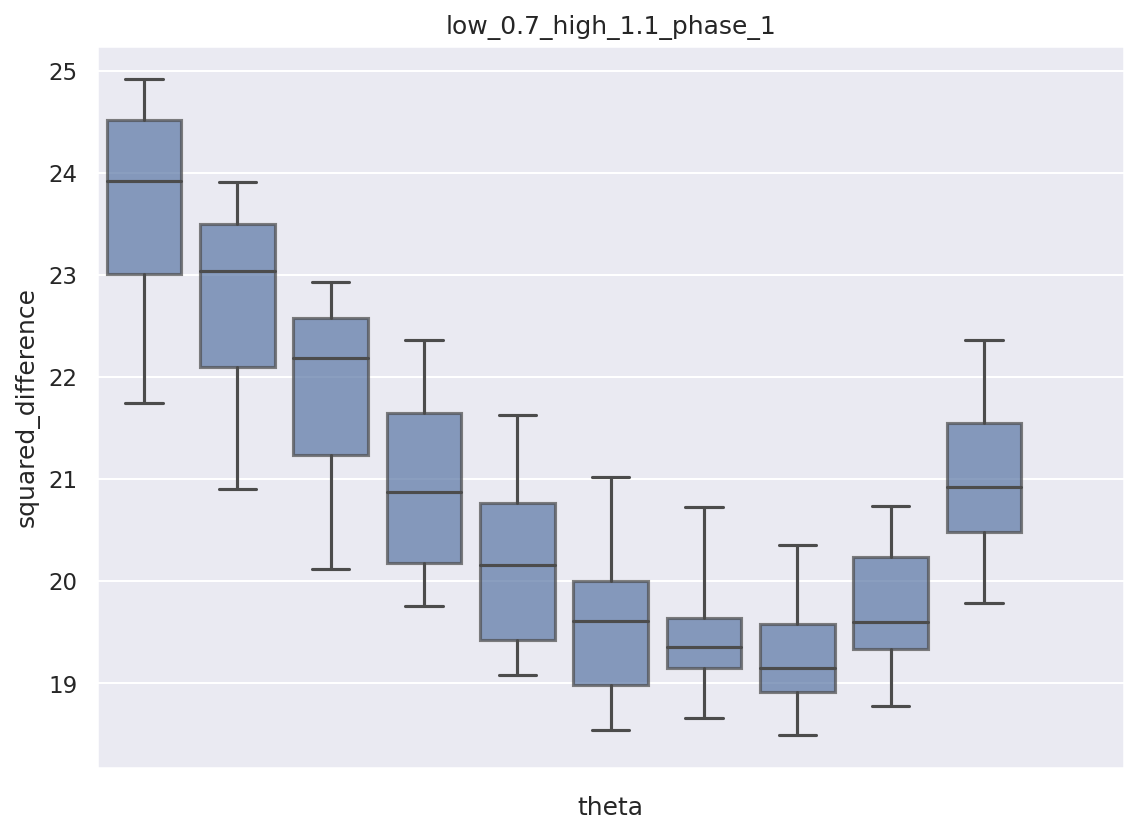 low_0.7_high_1.1_phase_1
25
24
23
22
21
20
19
squared_difference
theta